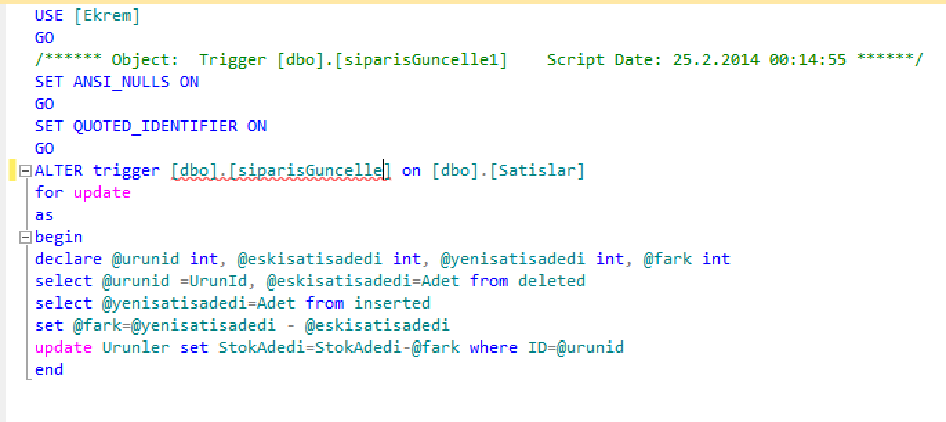 USE [Ekrem]
GO
/****** Object:  Trigger [dbo].[siparisGuncelle1]    Script Date: 25.2.2014 00:14:55 ******/
SET ANSI_NULLS ON
GO
SET QUOTED_IDENTIFIER ON
GO
ALTER trigger [dbo].[siparisGuncelle] on [dbo].[Satislar]
for update
as
begin
declare @urunid int, @eskisatisadedi int, @yenisatisadedi int, @fark int
select @urunid =UrunId, @eskisatisadedi=Adet from deleted
select @yenisatisadedi=Adet from inserted
set @fark=@yenisatisadedi - @eskisatisadedi
update Urunler set StokAdedi=StokAdedi-@fark where ID=@urunid
end